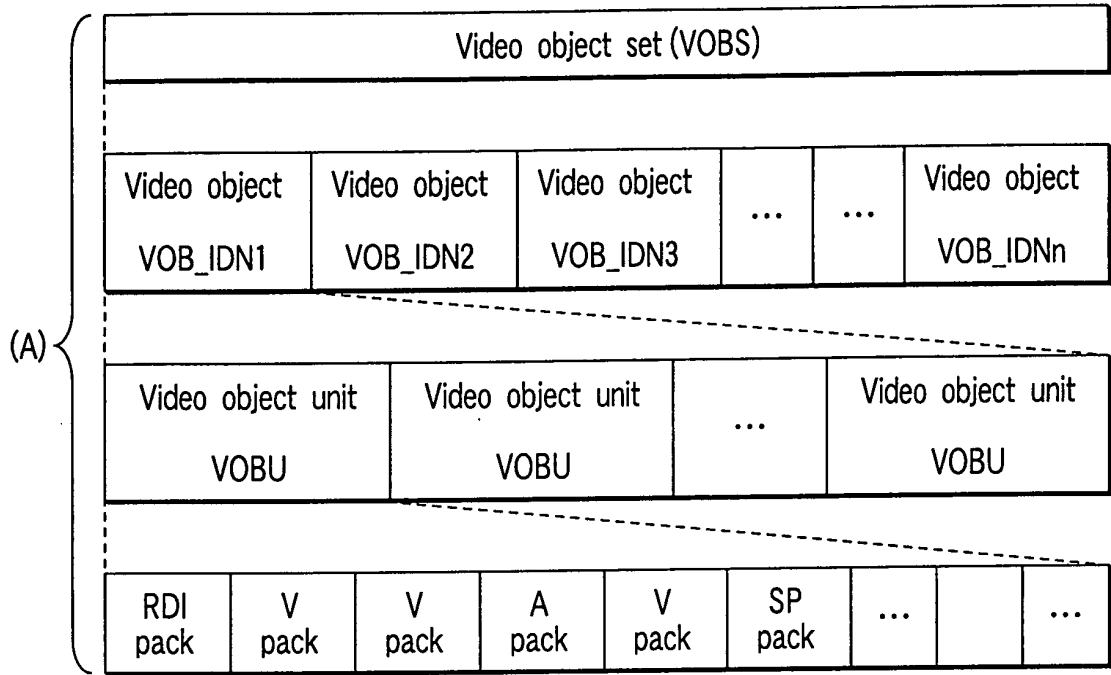 Video object set (VOBS)
Video object
VOB_IDN1
Video object
VOB_IDN2
Video object
VOB_IDN3
...
...
Video object
VOB_IDNn
(A)
Video object unit
VOBU
Video object unit
VOBU
...
Video object unit
VOBU
RDI
pack
V
pack
V
pack
A
pack
V
pack
SP
pack
...
...